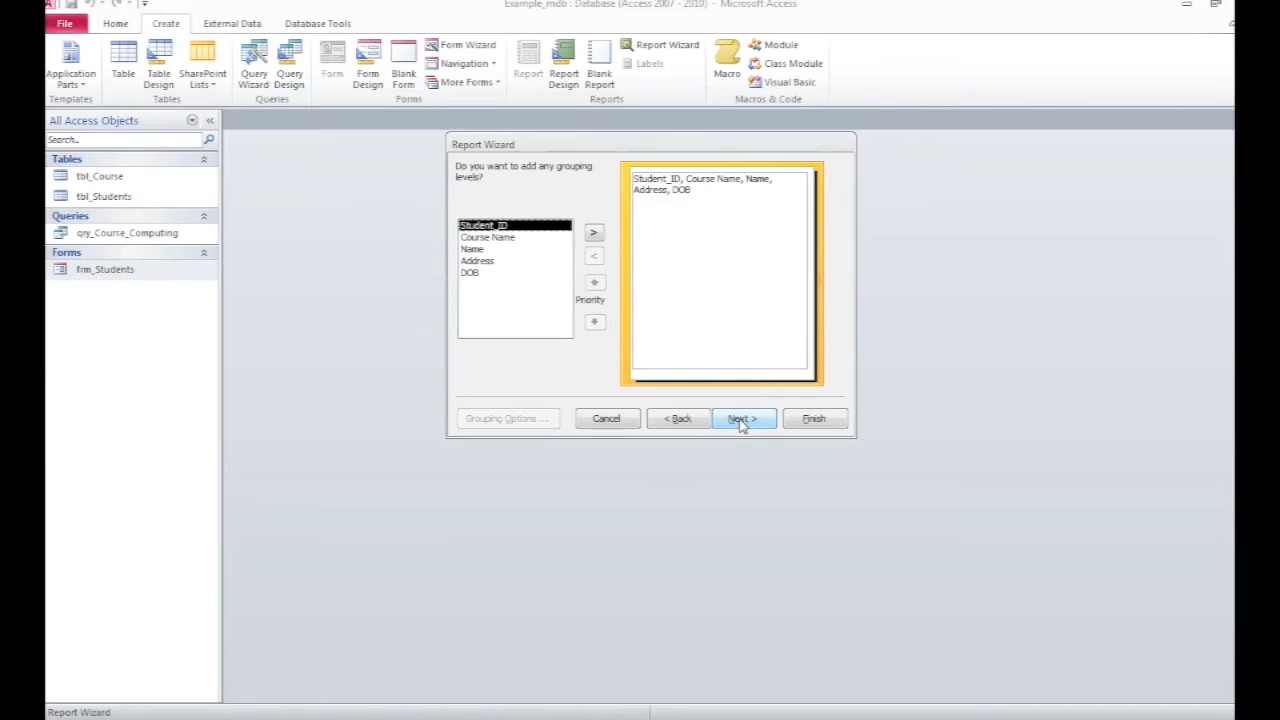 Example_mdb : Database (Access 2007 - 2010) - Microsoft Access
File Home Create External Data Database Tools
Application Parts
Table
Table Design
SharePoint Lists
Query Wizard
Query Design
Form
Form Design
Blank Form
Form Wizard
Navigation
More Forms
Report
Report Design
Blank Report
Report Wizard
Labels
Macro
Module
Class Module
Visual Basic
Templates Tables Queries Forms Reports Macros & Code
All Access Objects
Search...
Tables
tbl_Course
tbl_Students
Queries
qry_Course_Computing
Forms
frm_Students
Report Wizard
Do you want to add any grouping
levels?
Student_ID
Course Name
Name
Address
DOB
>
<
Priority
Student_ID, Course Name, Name,
Address, DOB
Grouping Options ... Cancel < Back Next > Finish
Report Wizard